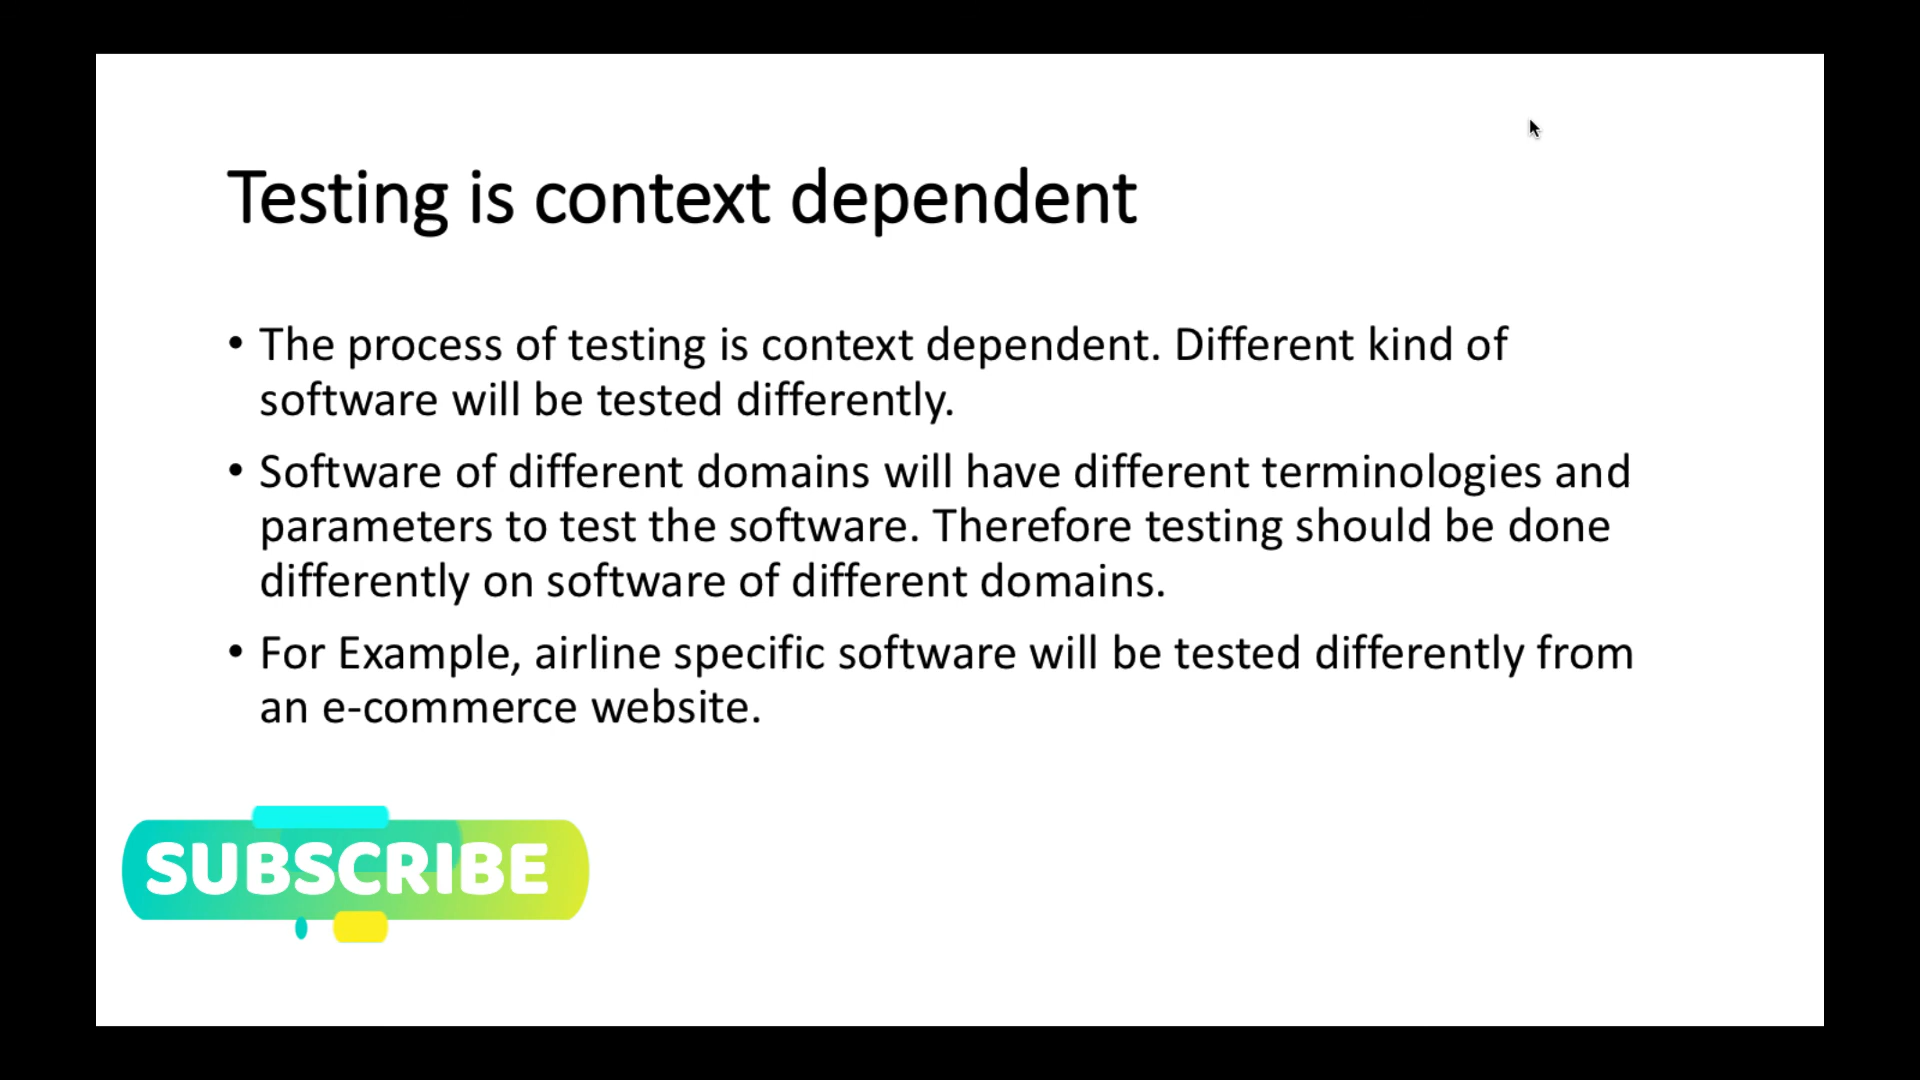 Testing is context dependent
• The process of testing is context dependent. Different kind of
software will be tested differently.
• Software of different domains will have different terminologies and
parameters to test the software. Therefore testing should be done
differently on software of different domains.
• For Example, airline specific software will be tested differently from
an e-commerce website.
SUBSCRIBE